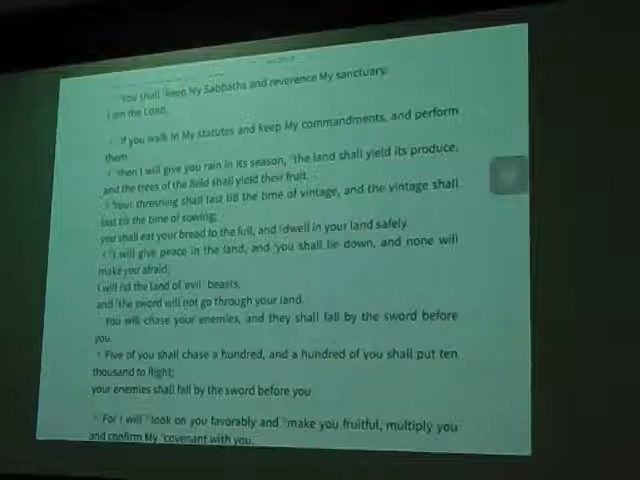 You shall keep My Sabbaths and reverence My sanctuary:
I am the LORD.
If you walk in My statutes and keep My commandments, and perform
them,
then I will give you rain in its season, the land shall yield its produce,
and the trees of the field shall yield their fruit.
Your threshing shall last till the time of vintage, and the vintage shall
last till the time of sowing;
you shall eat your bread to the full, and dwell in your land safely.
I will give peace in the land, and you shall lie down, and none will
make you afraid;
I will rid the land of evil beasts,
and the sword will not go through your land.
You will chase your enemies, and they shall fall by the sword before
you.
Five of you shall chase a hundred, and a hundred of you shall put ten
thousand to flight;
your enemies shall fall by the sword before you.
For I will look on you favorably and make you fruitful, multiply you
and confirm My covenant with you.